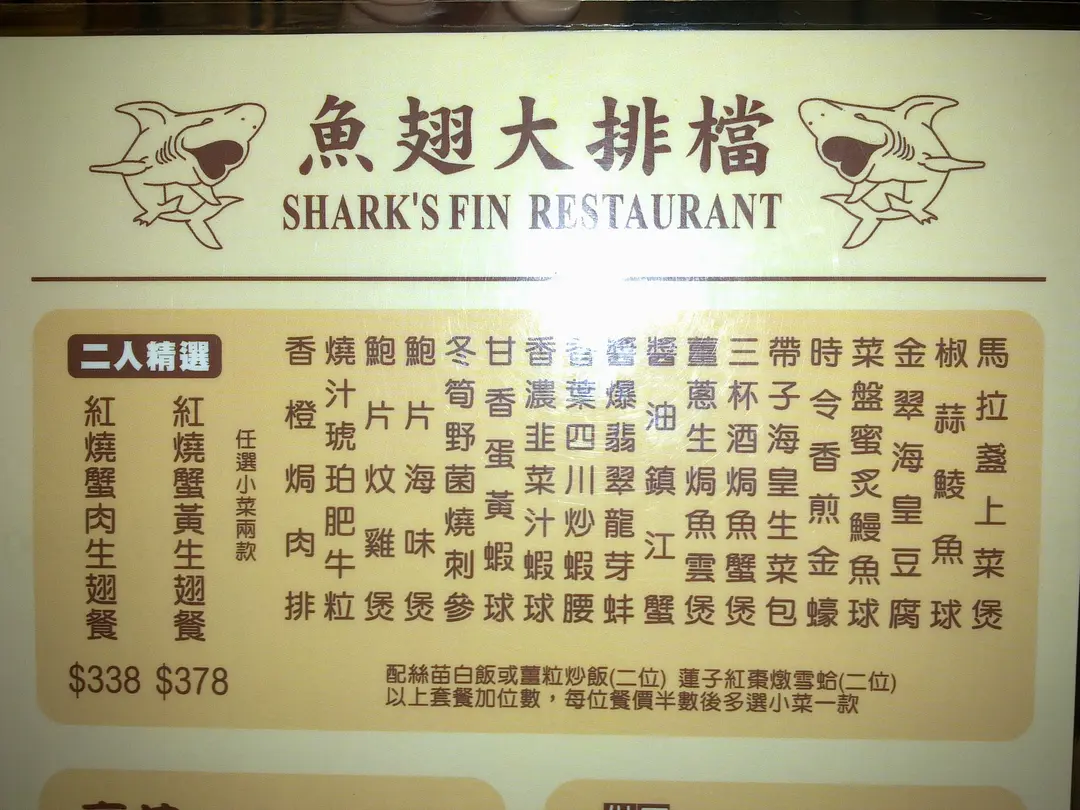 魚翅大排檔
SHARK'S FIN RESTAURANT
馬拉盞上菜煲
椒蒜鯪魚球
金翠海皇豆腐
菜盤蜜炙鰻魚球
時令香煎金蠔
帶子海皇生菜包
三杯酒焗魚蟹煲
薑蔥生焗魚雲煲
醬油鎮江蟹
醬爆翡翠龍芽蚌
香葉四川炒蝦腰
香濃韭菜汁蝦球
甘香蛋黃蝦球
冬筍野菌燒刺參
鮑片海味煲
鮑片炆雞煲
燒汁琥珀肥牛粒
香橙焗肉排
任選小菜兩款
二人精選
紅燒蟹黃生翅餐
$378
紅燒蟹肉生翅餐
$338
配絲苗白飯或薑粒炒飯(二位) 蓮子紅棗燉雪蛤(二位)
以上套餐加位數，每位餐價半數後多選小菜一款